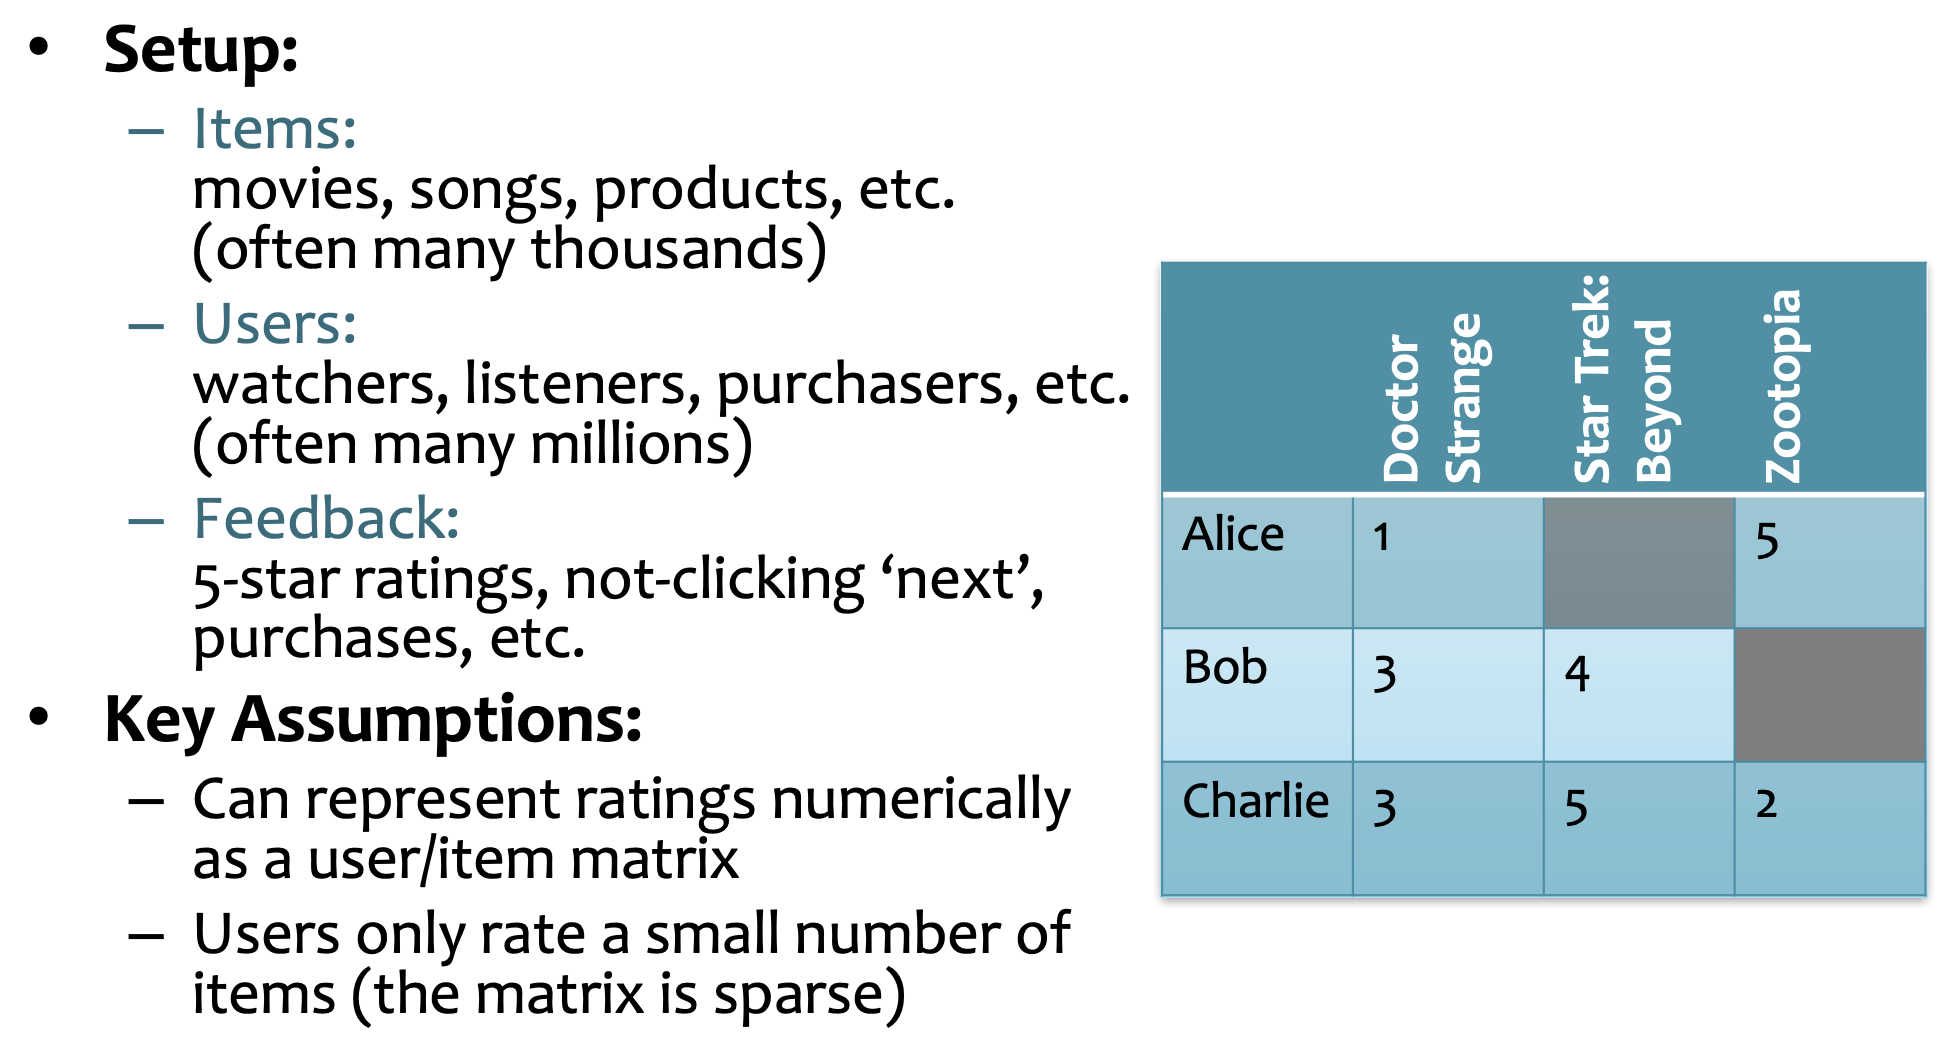 • Setup:
– Items:
movies, songs, products, etc.
(often many thousands)
– Users:
watchers, listeners, purchasers, etc.
(often many millions)
– Feedback:
5-star ratings, not-clicking ‘next’,
purchases, etc.
• Key Assumptions:
– Can represent ratings numerically
as a user/item matrix
– Users only rate a small number of
items (the matrix is sparse)
Doctor
Strange
Star Trek:
Beyond
Zootopia
Alice 1 5
Bob 3 4
Charlie 3 5 2